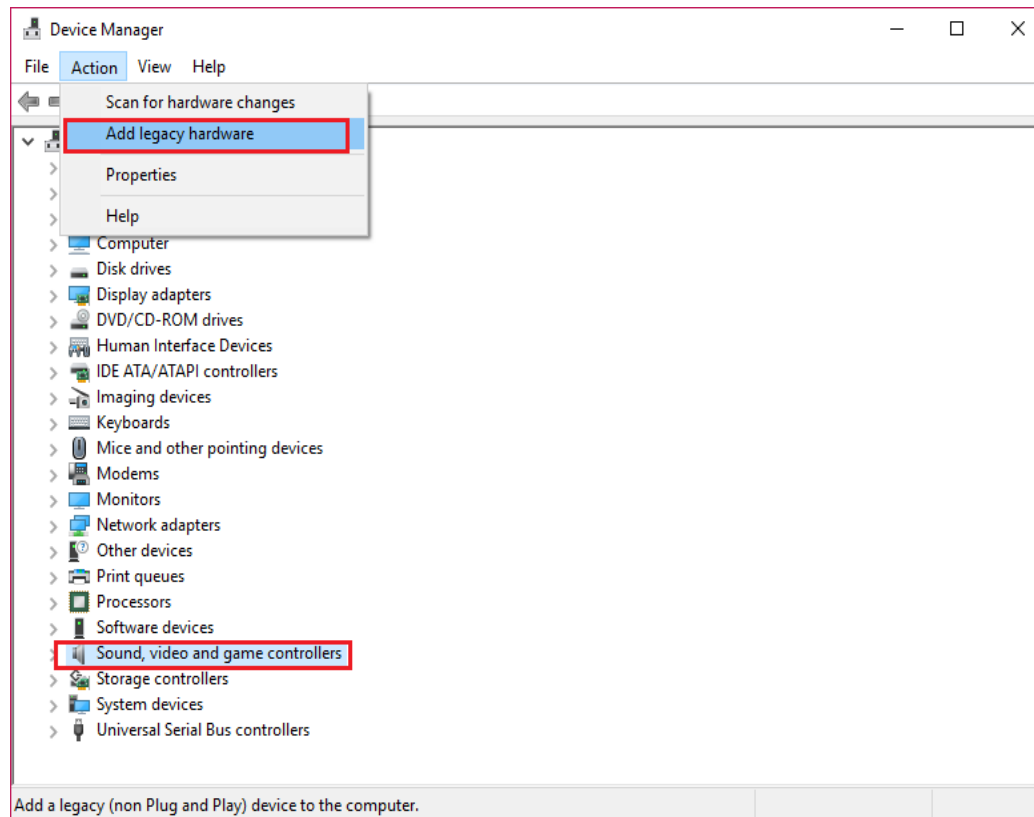 Device Manager
File Action View Help
Scan for hardware changes
Add legacy hardware
Properties
Help
Computer
Disk drives
Display adapters
DVD/CD-ROM drives
Human Interface Devices
IDE ATA/ATAPI controllers
Imaging devices
Keyboards
Mice and other pointing devices
Modems
Monitors
Network adapters
Other devices
Print queues
Processors
Software devices
Sound, video and game controllers
Storage controllers
System devices
Universal Serial Bus controllers
Add a legacy (non Plug and Play) device to the computer.